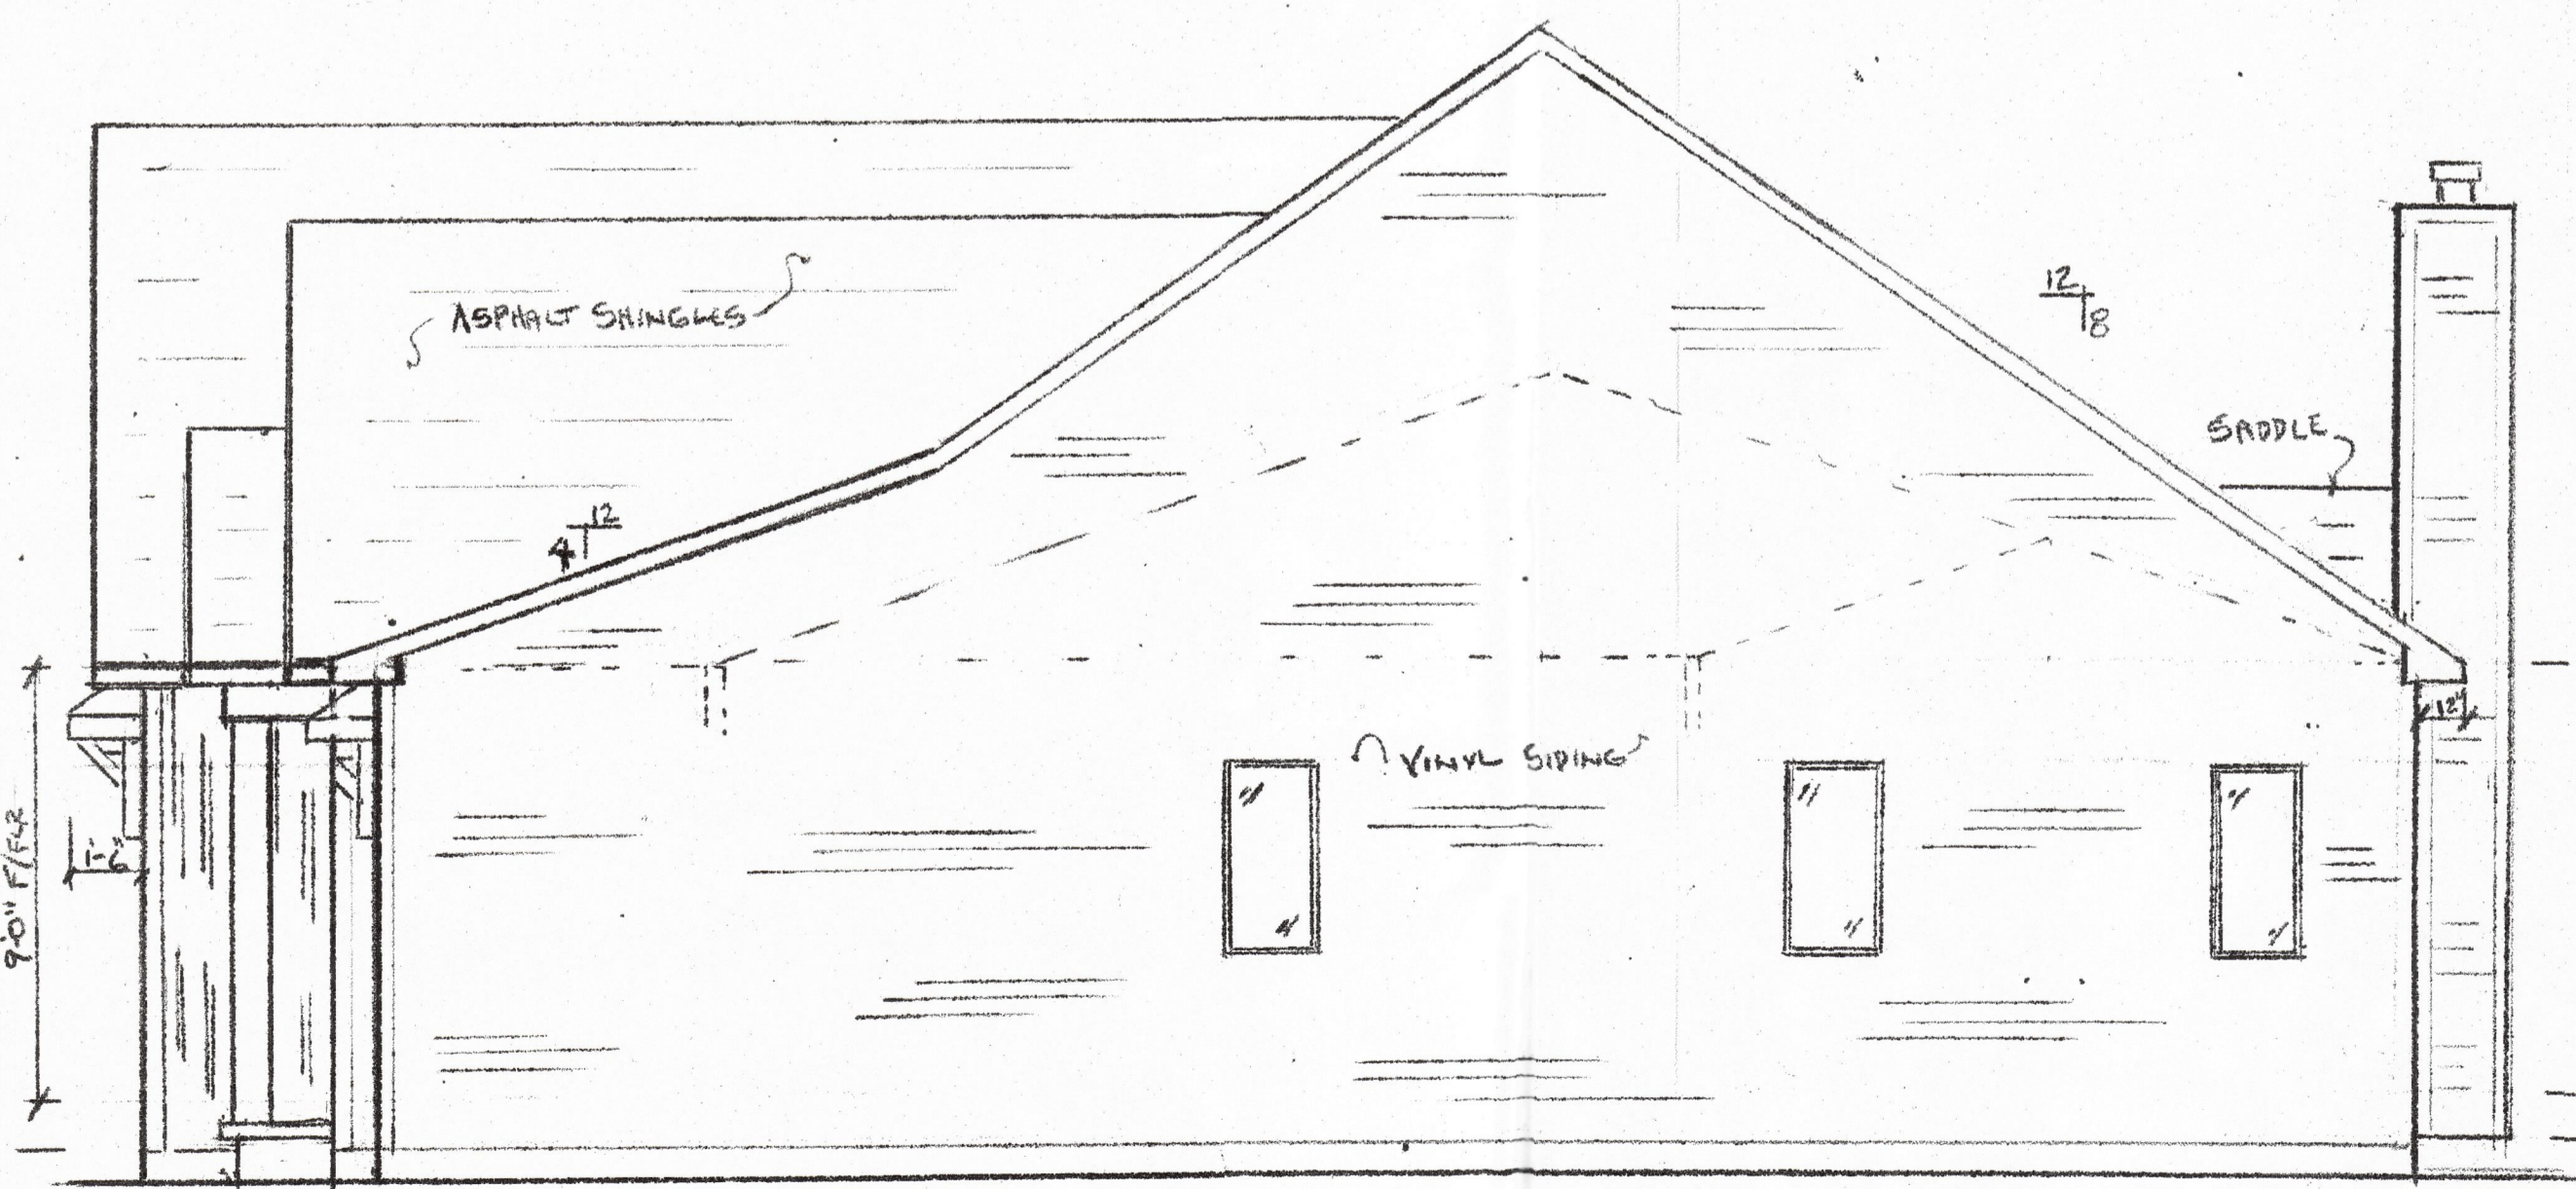 ASPHALT SHINGLES
12
8
SADDLE
12
4
12"
VINYL SIDING
1'-6"
9'0" F/FLR